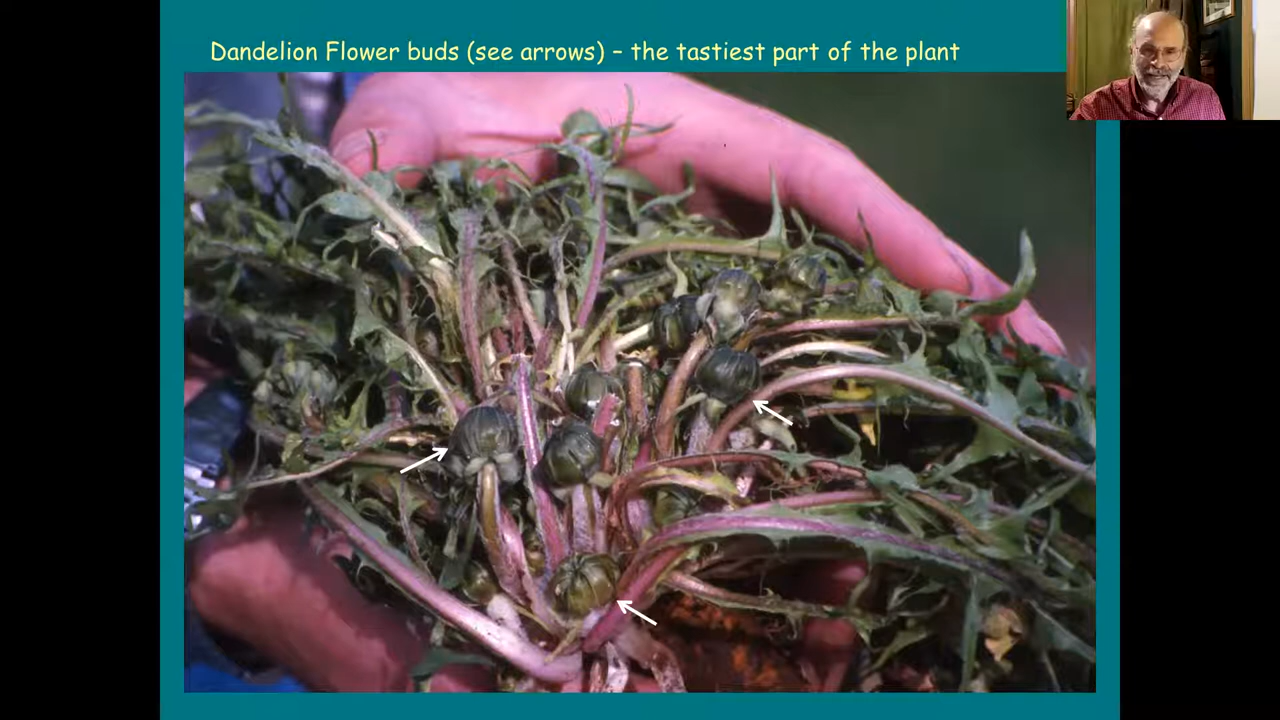 Dandelion Flower buds (see arrows) – the tastiest part of the plant